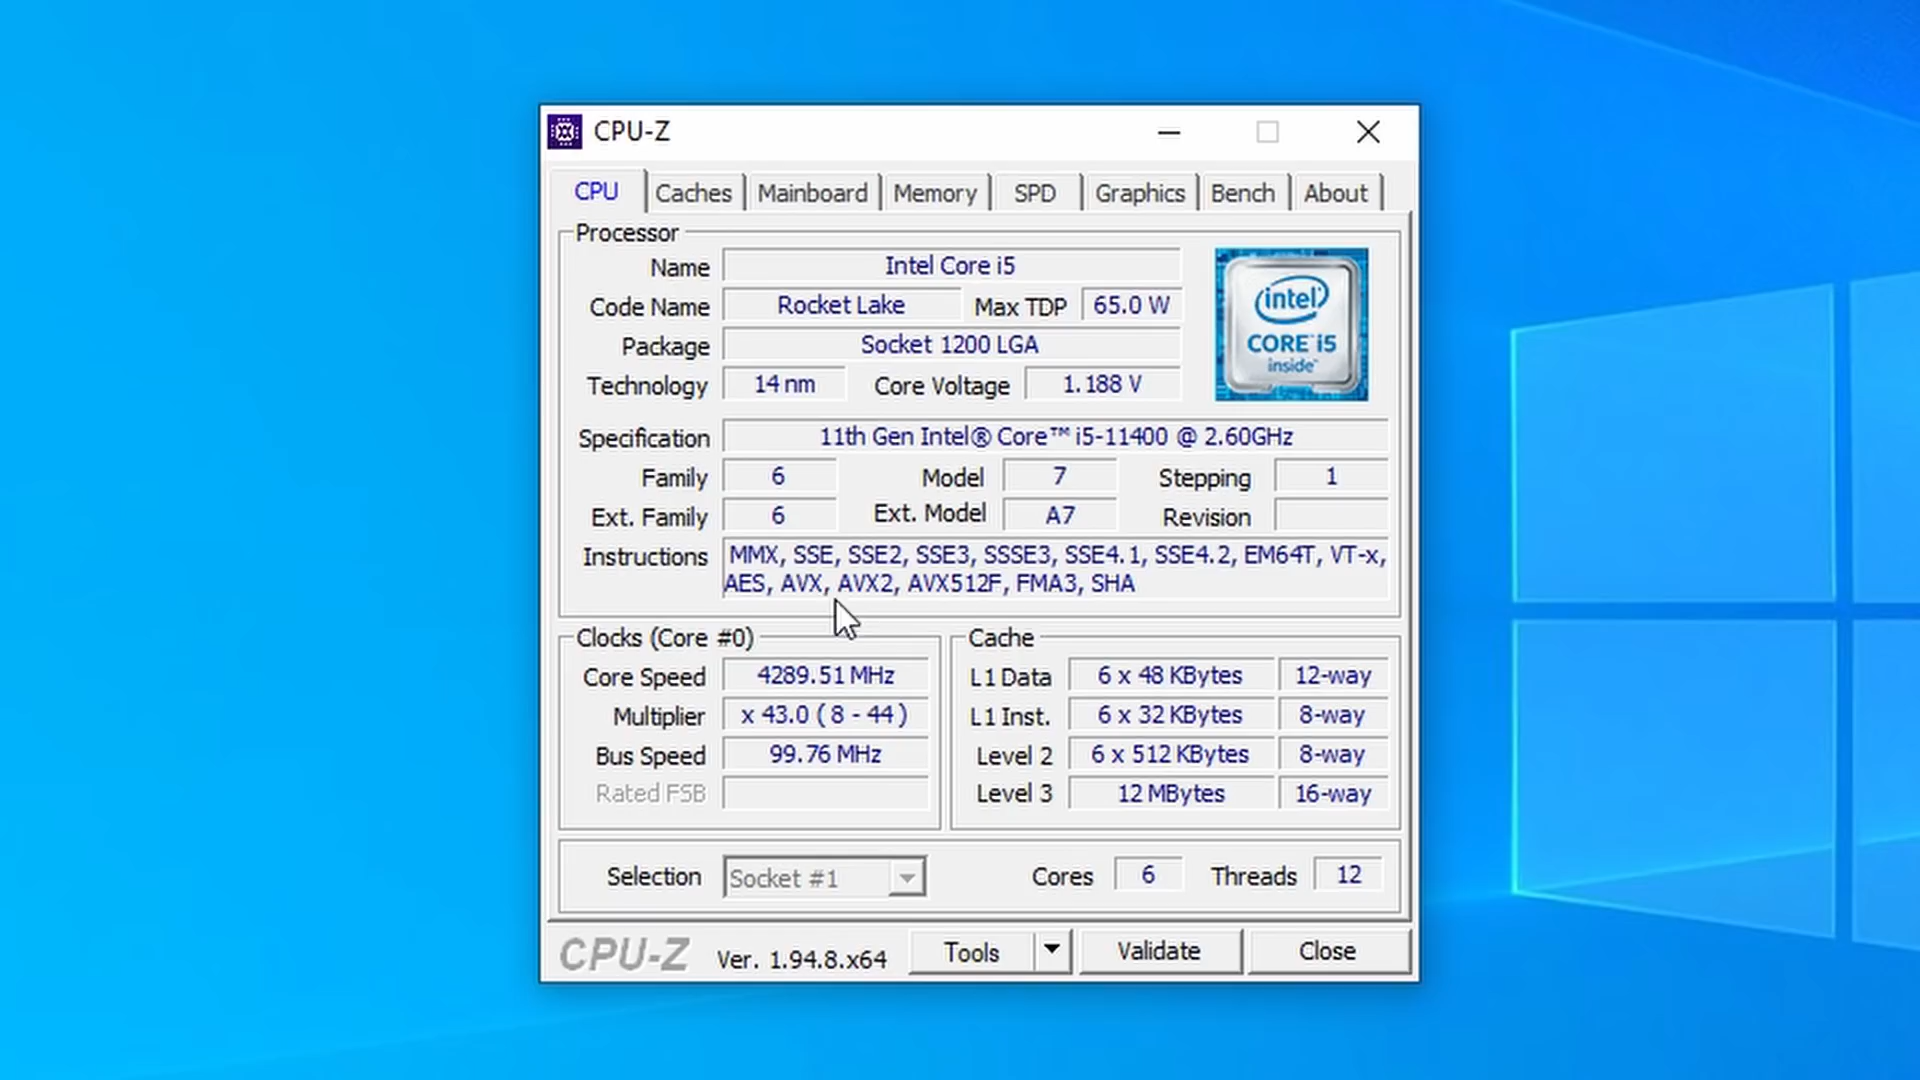 CPU-Z
CPU Caches Mainboard Memory SPD Graphics Bench About
Processor
Name Intel Core i5
Code Name Rocket Lake Max TDP 65.0 W
Package Socket 1200 LGA
Technology 14 nm Core Voltage 1.188 V
intel
CORE™ i5
inside™
Specification 11th Gen Intel® Core™ i5-11400 @ 2.60GHz
Family 6 Model 7 Stepping 1
Ext. Family 6 Ext. Model A7 Revision
Instructions MMX, SSE, SSE2, SSE3, SSSE3, SSE4.1, SSE4.2, EM64T, VT-x,
AES, AVX, AVX2, AVX512F, FMA3, SHA
Clocks (Core #0)
Core Speed 4289.51 MHz
Multiplier x 43.0 ( 8 - 44 )
Bus Speed 99.76 MHz
Rated FSB
Cache
L1 Data 6 x 48 KBytes 12-way
L1 Inst. 6 x 32 KBytes 8-way
Level 2 6 x 512 KBytes 8-way
Level 3 12 MBytes 16-way
Selection Socket #1 Cores 6 Threads 12
CPU-Z Ver. 1.94.8.x64 Tools Validate Close